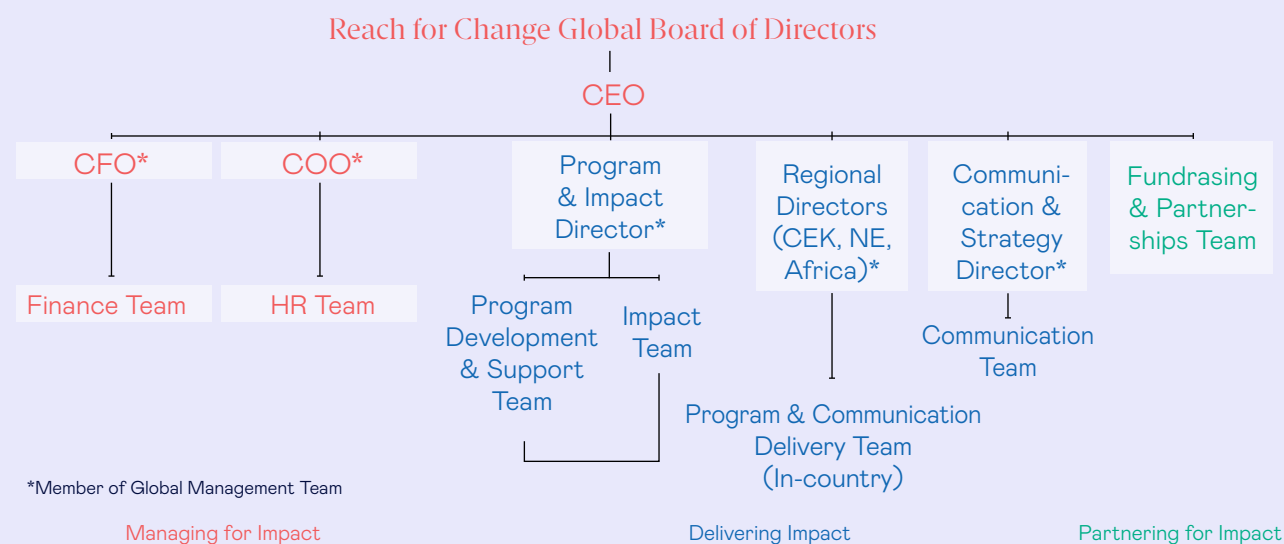 Reach for Change Global Board of Directors
CEO
CFO*
COO*
Program
& Impact
Director*
Regional
Directors
(CEK, NE,
Africa)*
Communi-
cation &
Strategy
Director*
Fundrasing
& Partner-
ships Team
Finance Team
HR Team
Program
Development
& Support
Team
Impact
Team
Program & Communication
Delivery Team
(In-country)
Communication
Team
*Member of Global Management Team
Managing for Impact
Delivering Impact
Partnering for Impact